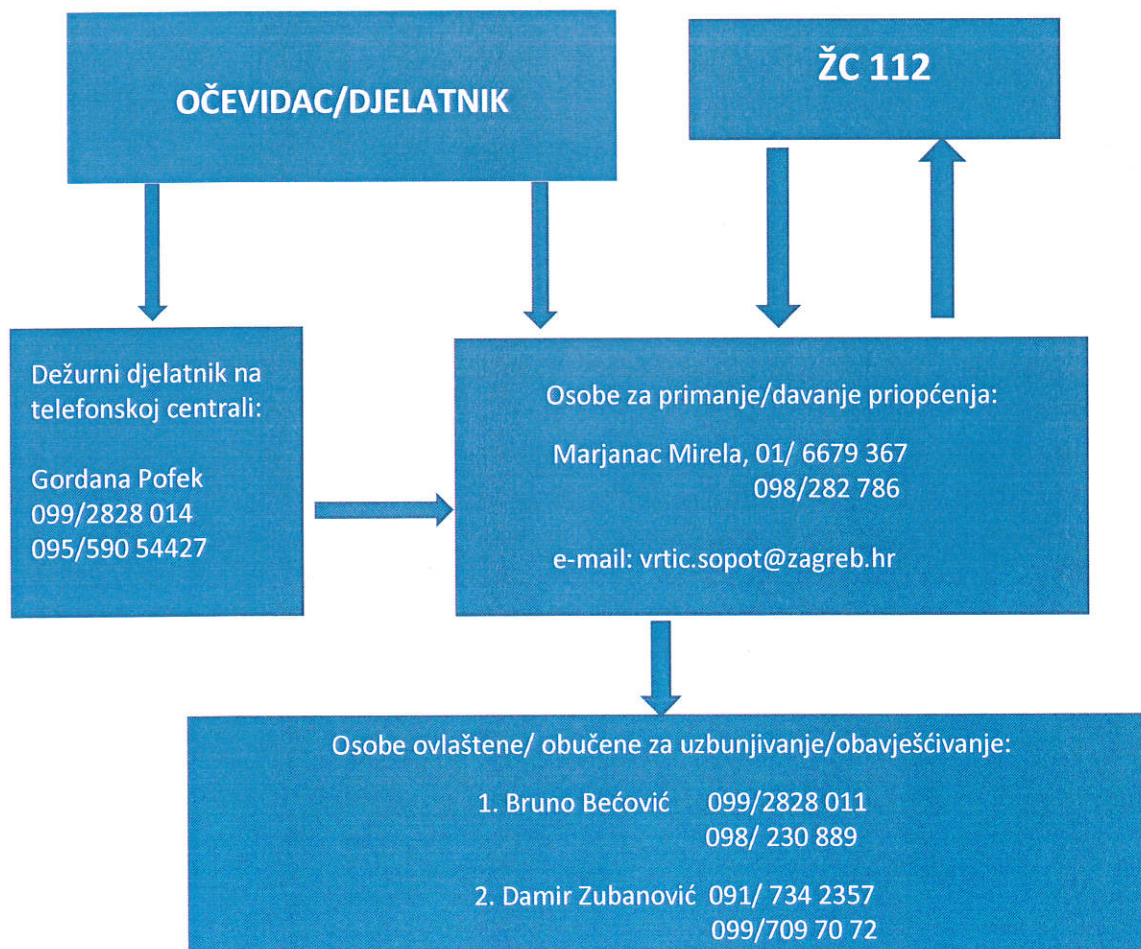 OČEVIDAC/DJELATNIK
ŽC 112
Dežurni djelatnik na
telefonskoj centrali:
Gordana Pofek
099/2828 014
095/590 54427
Osobe za primanje/davanje priopćenja:
Marjanac Mirela, 01/ 6679 367
098/282 786
e-mail: vrtic.sopot@zagreb.hr
Osobe ovlaštene/ obučene za uzbunjivanje/obavješćivanje:
1. Bruno Bećović 099/2828 011
098/ 230 889
2. Damir Zubanović 091/ 734 2357
099/709 70 72